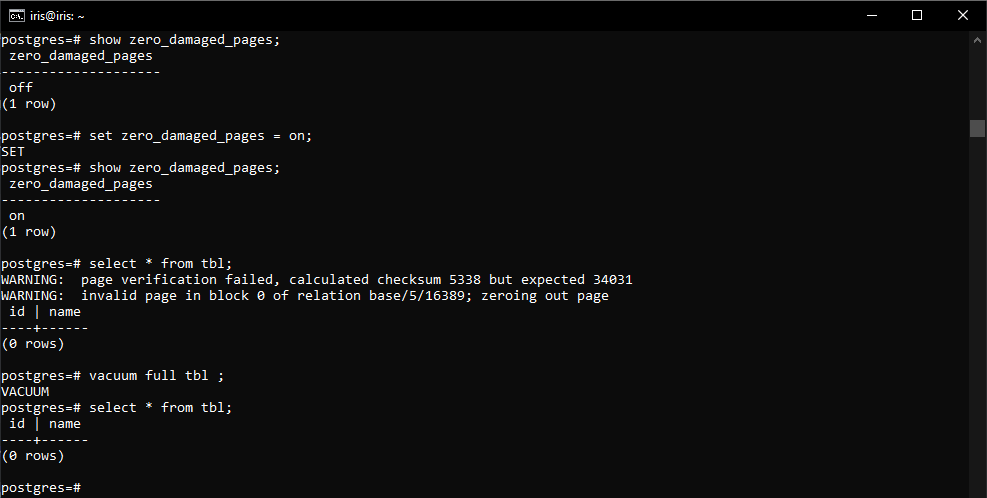 iris@iris: ~
postgres=# show zero_damaged_pages;
 zero_damaged_pages
--------------------
 off
(1 row)
postgres=# set zero_damaged_pages = on;
SET
postgres=# show zero_damaged_pages;
 zero_damaged_pages
--------------------
 on
(1 row)
postgres=# select * from tbl;
WARNING:  page verification failed, calculated checksum 5338 but expected 34031
WARNING:  invalid page in block 0 of relation base/5/16389; zeroing out page
 id | name
----+------
(0 rows)
postgres=# vacuum full tbl ;
VACUUM
postgres=# select * from tbl;
 id | name
----+------
(0 rows)
postgres=#